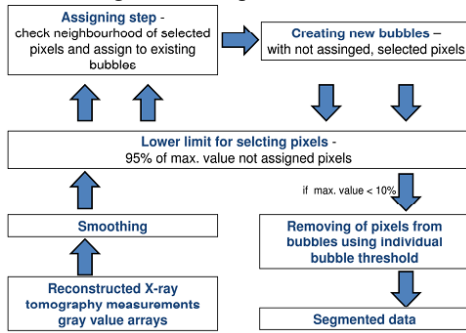 Assigning step -
check neighbourhood of selected
pixels and assign to existing
bubbles
Creating new bubbles –
with not assinged, selected pixels
Lower limit for selcting pixels -
95% of max. value not assigned pixels
if max. value < 10%
Smoothing
Removing of pixels from
bubbles using individual
bubble threshold
Reconstructed X-ray
tomography measurements
gray value arrays
Segmented data